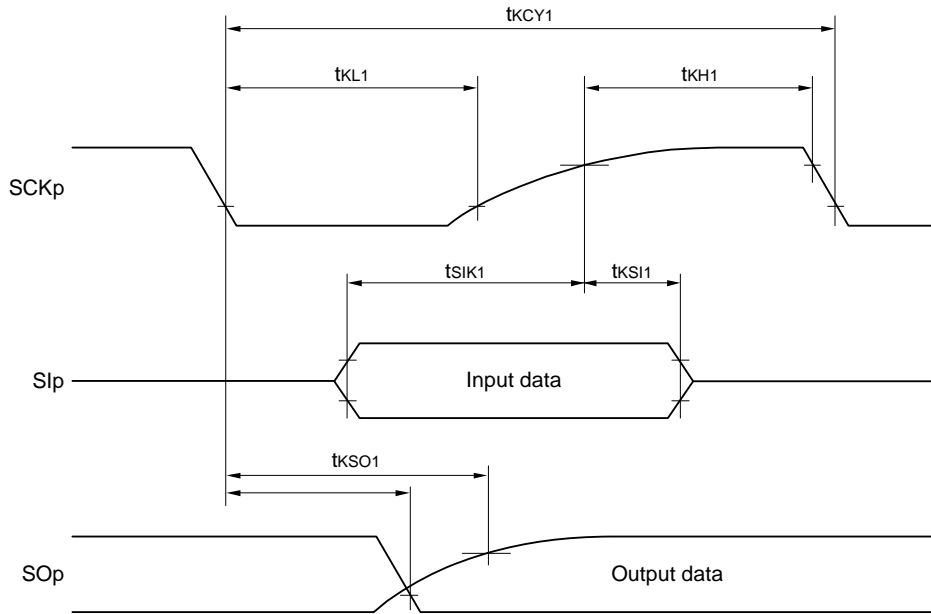 tKCY1
tKL1
tKH1
SCKp
tSIK1
tKSI1
SIp
Input data
tKSO1
SOp
Output data